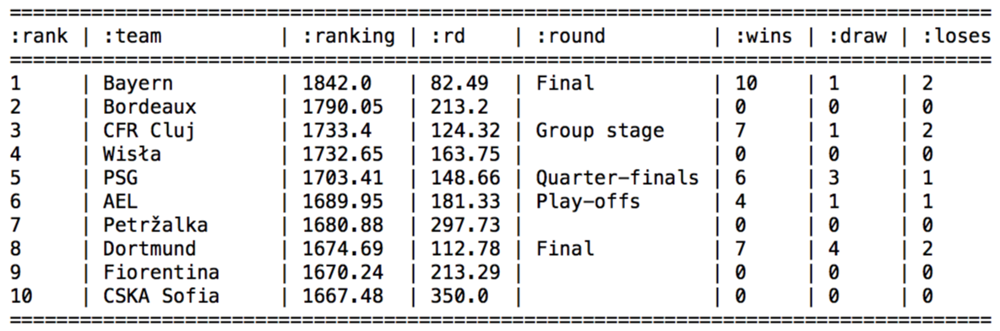 ==========================================================================================
:rank | :team          | :ranking | :rd    | :round         | :wins | :draw | :loses
==========================================================================================
1     | Bayern         | 1842.0   | 82.49  | Final          | 10    | 1     | 2
2     | Bordeaux       | 1790.05  | 213.2  |                | 0     | 0     | 0
3     | CFR Cluj       | 1733.4   | 124.32 | Group stage    | 7     | 1     | 2
4     | Wisła          | 1732.65  | 163.75 |                | 0     | 0     | 0
5     | PSG            | 1703.41  | 148.66 | Quarter-finals | 6     | 3     | 1
6     | AEL            | 1689.95  | 181.33 | Play-offs      | 4     | 1     | 1
7     | Petržalka      | 1680.88  | 297.73 |                | 0     | 0     | 0
8     | Dortmund       | 1674.69  | 112.78 | Final          | 7     | 4     | 2
9     | Fiorentina     | 1670.24  | 213.29 |                | 0     | 0     | 0
10    | CSKA Sofia     | 1667.48  | 350.0  |                | 0     | 0     | 0
==========================================================================================